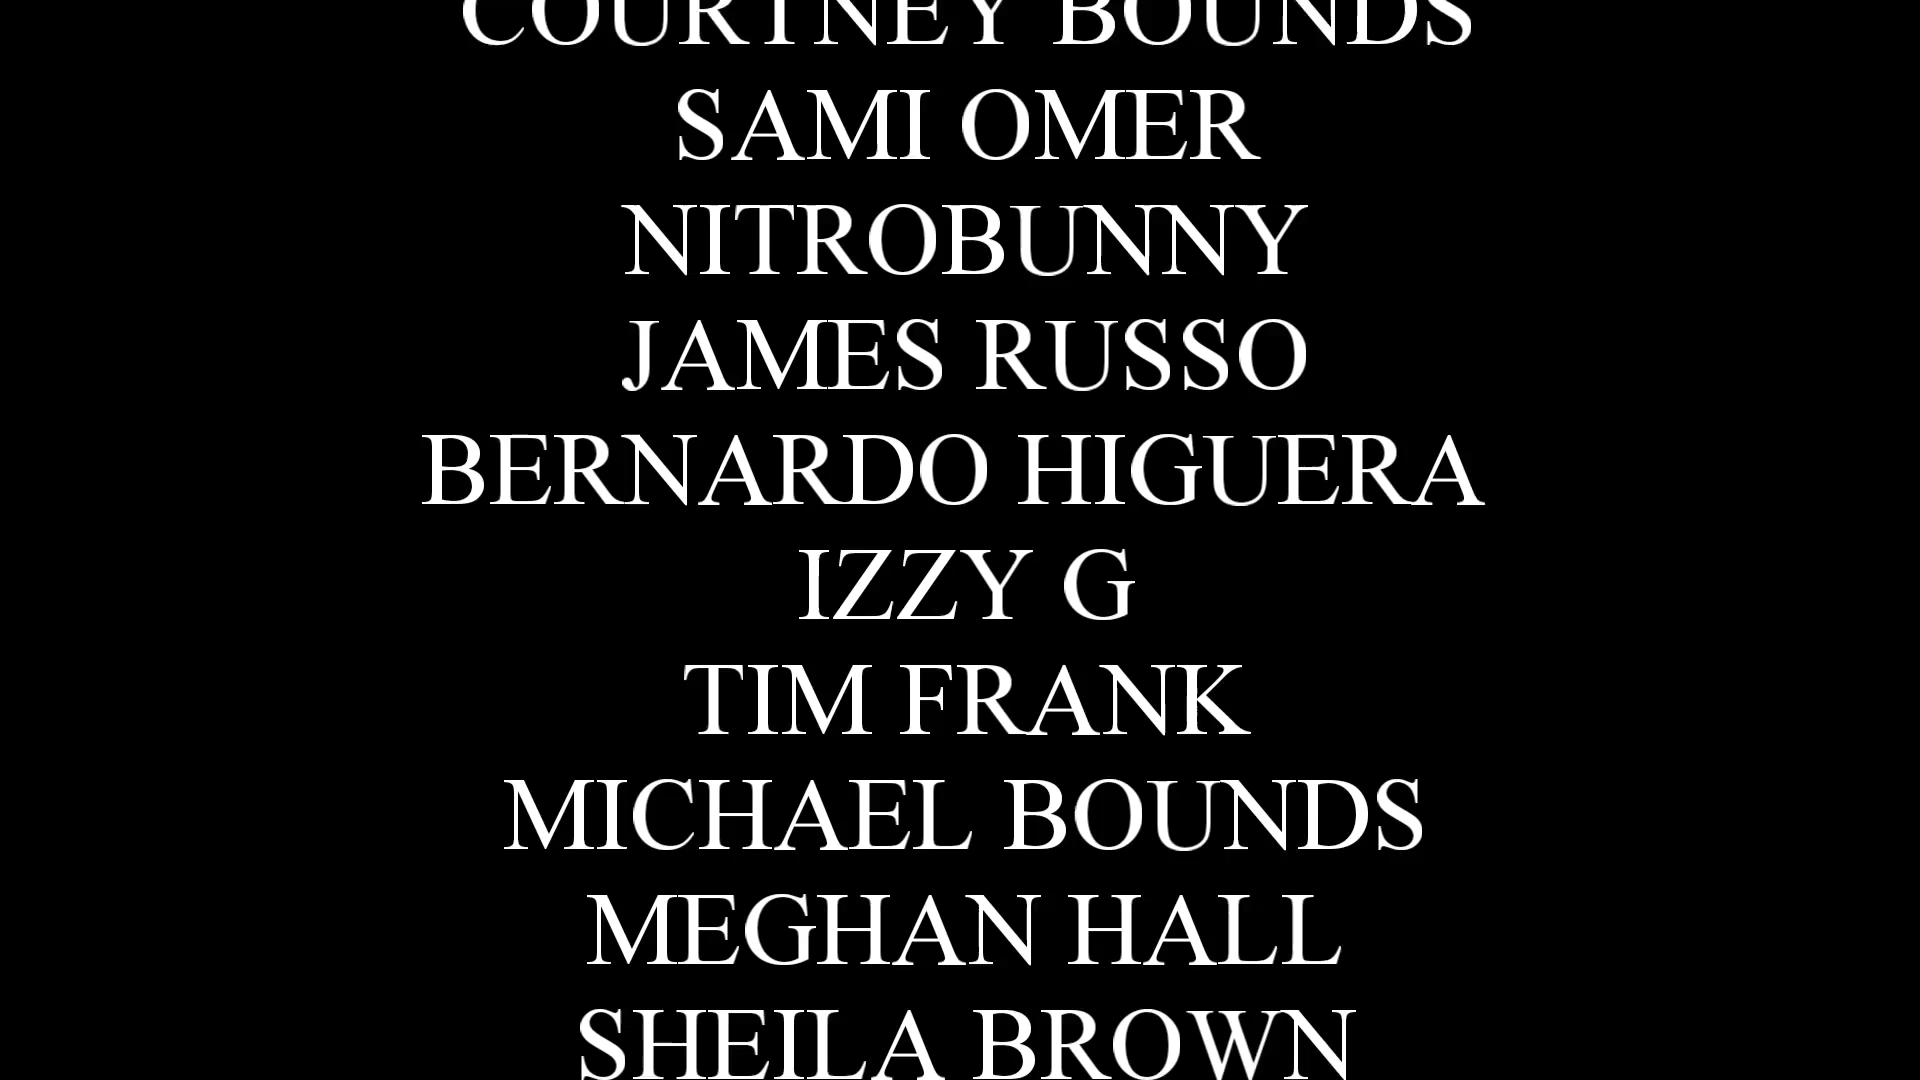 COURTNEY BOUNDS
SAMI OMER
NITROBUNNY
JAMES RUSSO
BERNARDO HIGUERA
IZZY G
TIM FRANK
MICHAEL BOUNDS
MEGHAN HALL
SHEILA BROWN